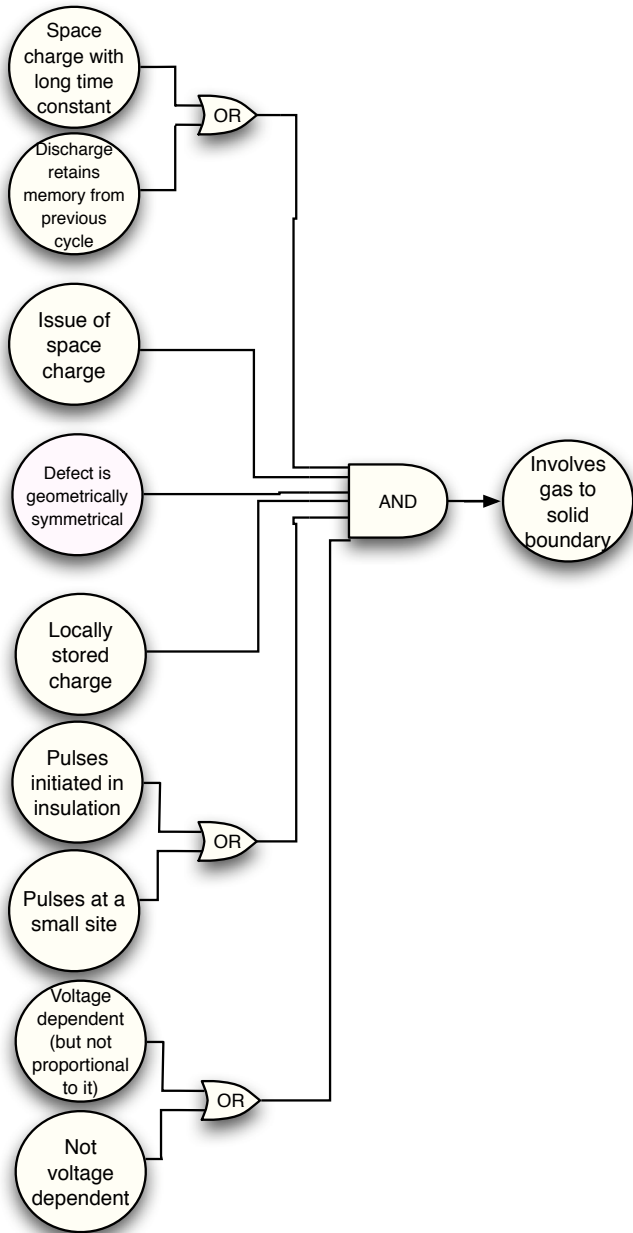 Space
charge with
long time
constant
OR
Discharge
retains
memory from
previous
cycle
Issue of
space
charge
Defect is
geometrically
symmetrical
AND
Involves
gas to
solid
boundary
Locally
stored
charge
Pulses
initiated in
insulation
OR
Pulses at a
small site
Voltage
dependent
(but not
proportional
to it)
OR
Not
voltage
dependent